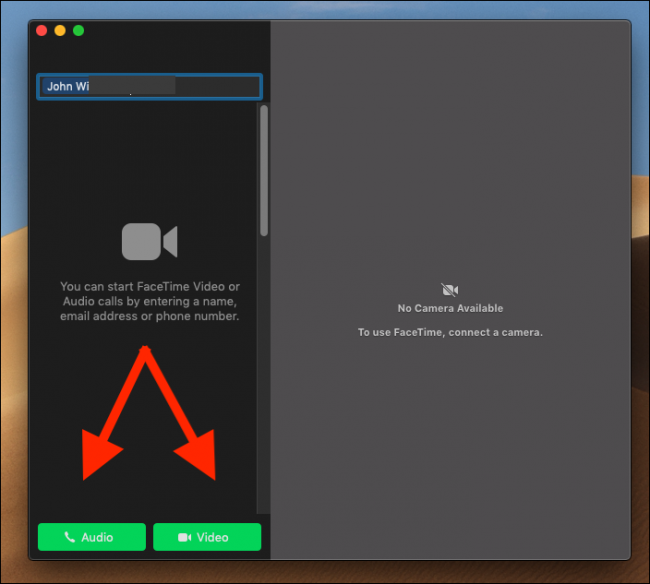 John Wi
You can start FaceTime Video or
Audio calls by entering a name,
email address or phone number.
No Camera Available
To use FaceTime, connect a camera.
Audio
Video